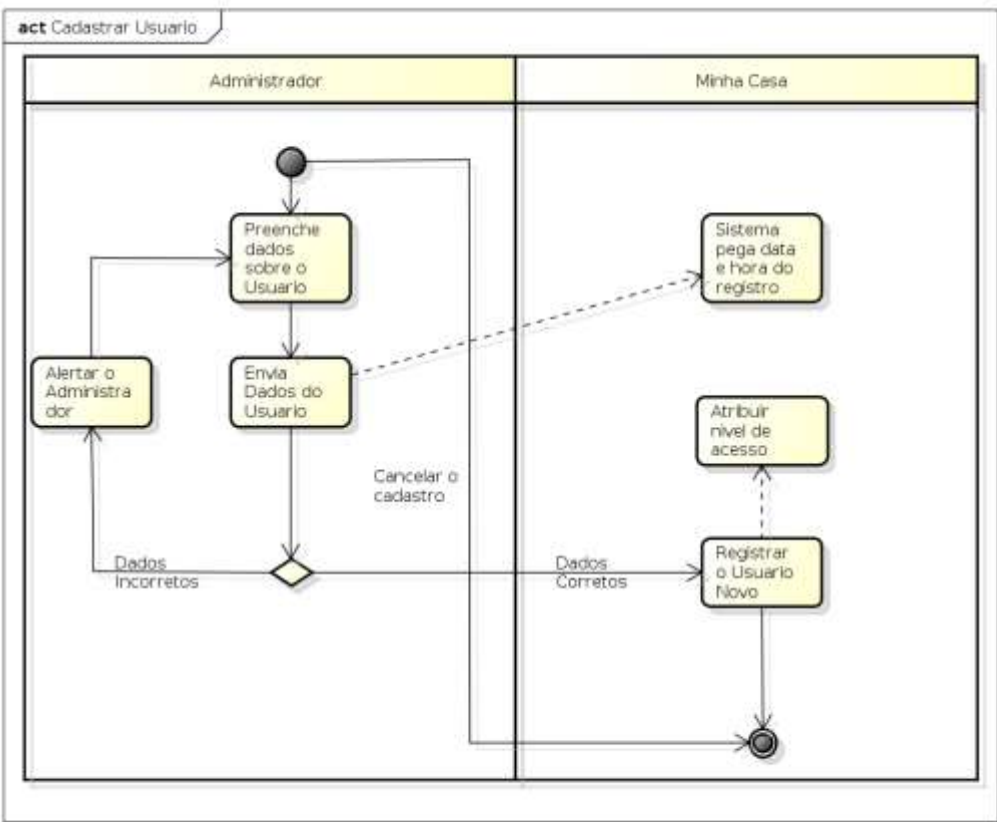 act Cadastrar Usuario
Administrador
Minha Casa
Preenche
dados
sobre o
Usuario
Sistema
pega data
e hora do
registro
Alertar o
Administra
dor
Envia
Dados do
Usuario
Atribuir
nivel de
acesso
Cancelar o
cadastro
Dados
Incorretos
Dados
Corretos
Registrar
o Usuario
Novo